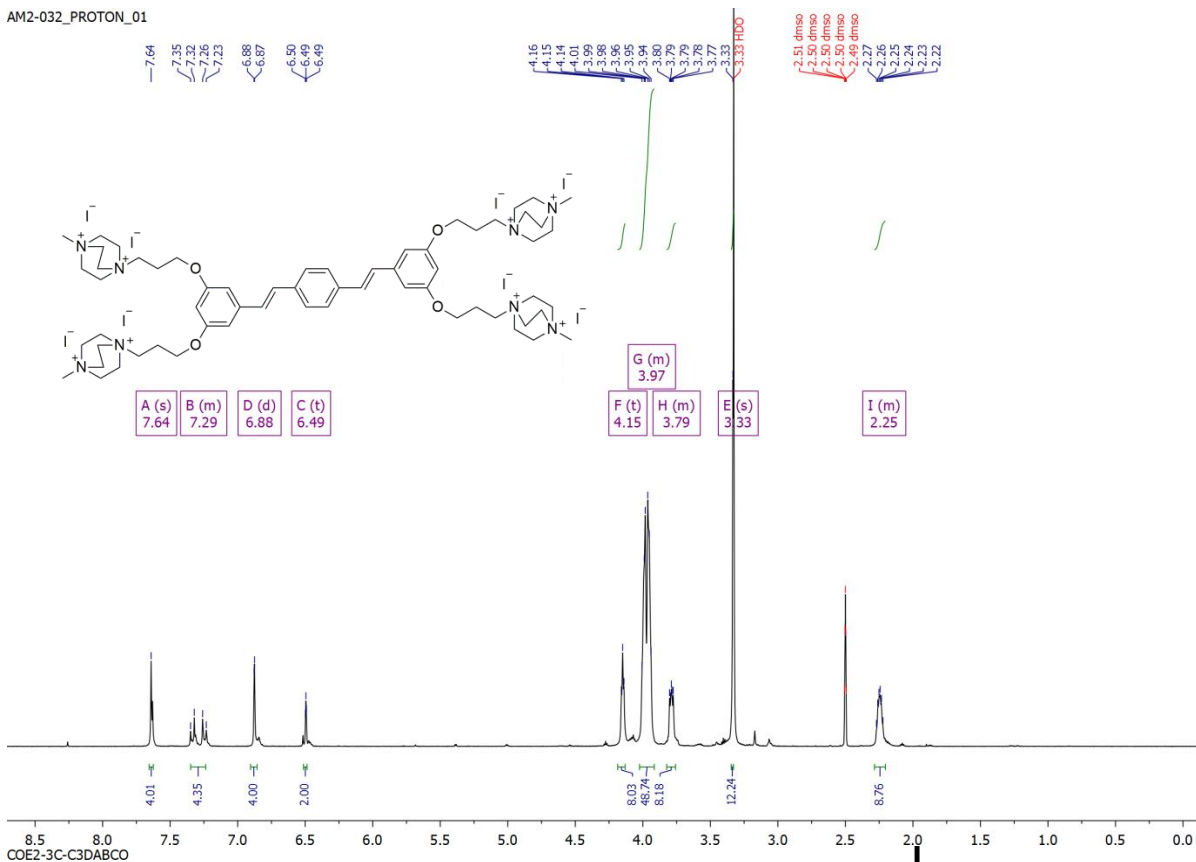 AM2-032_PROTON_01
7.64
7.35
7.32
7.26
7.23
6.88
6.87
6.50
6.49
6.49
4.16
4.15
4.14
4.01
3.99
3.98
3.96
3.95
3.94
3.80
3.79
3.79
3.78
3.77
3.33
3.33 HDO
2.51 dmso
2.50 dmso
2.50 dmso
2.50 dmso
2.49 dmso
2.27
2.26
2.25
2.24
2.23
2.22
I⁻ I⁻ I⁻ I⁻
N⁺ N⁺ O O N⁺ N⁺
N⁺ N⁺ O O N⁺ N⁺
I⁻ I⁻ I⁻ I⁻
G (m)
3.97
A (s) B (m) D (d) C (t) F (t) H (m) E (s) I (m)
7.64 7.29 6.88 6.49 4.15 3.79 3.33 2.25
4.01
4.35
4.00
2.00
8.03
48.74
8.18
12.24
8.76
8.5 8.0 7.5 7.0 6.5 6.0 5.5 5.0 4.5 4.0 3.5 3.0 2.5 2.0 1.5 1.0 0.5 0.0
COE2-3C-C3DABCO